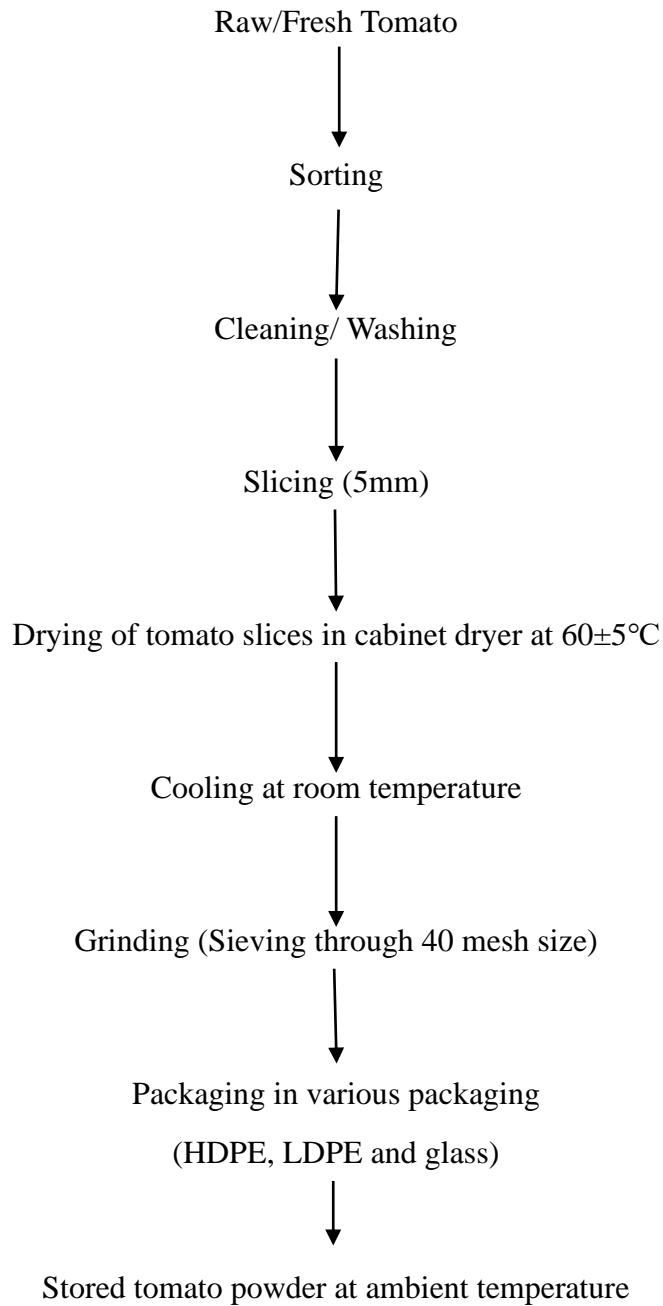 Raw/Fresh Tomato
Sorting
Cleaning/ Washing
Slicing (5mm)
Drying of tomato slices in cabinet dryer at 60±5°C
Cooling at room temperature
Grinding (Sieving through 40 mesh size)
Packaging in various packaging
(HDPE, LDPE and glass)
Stored tomato powder at ambient temperature